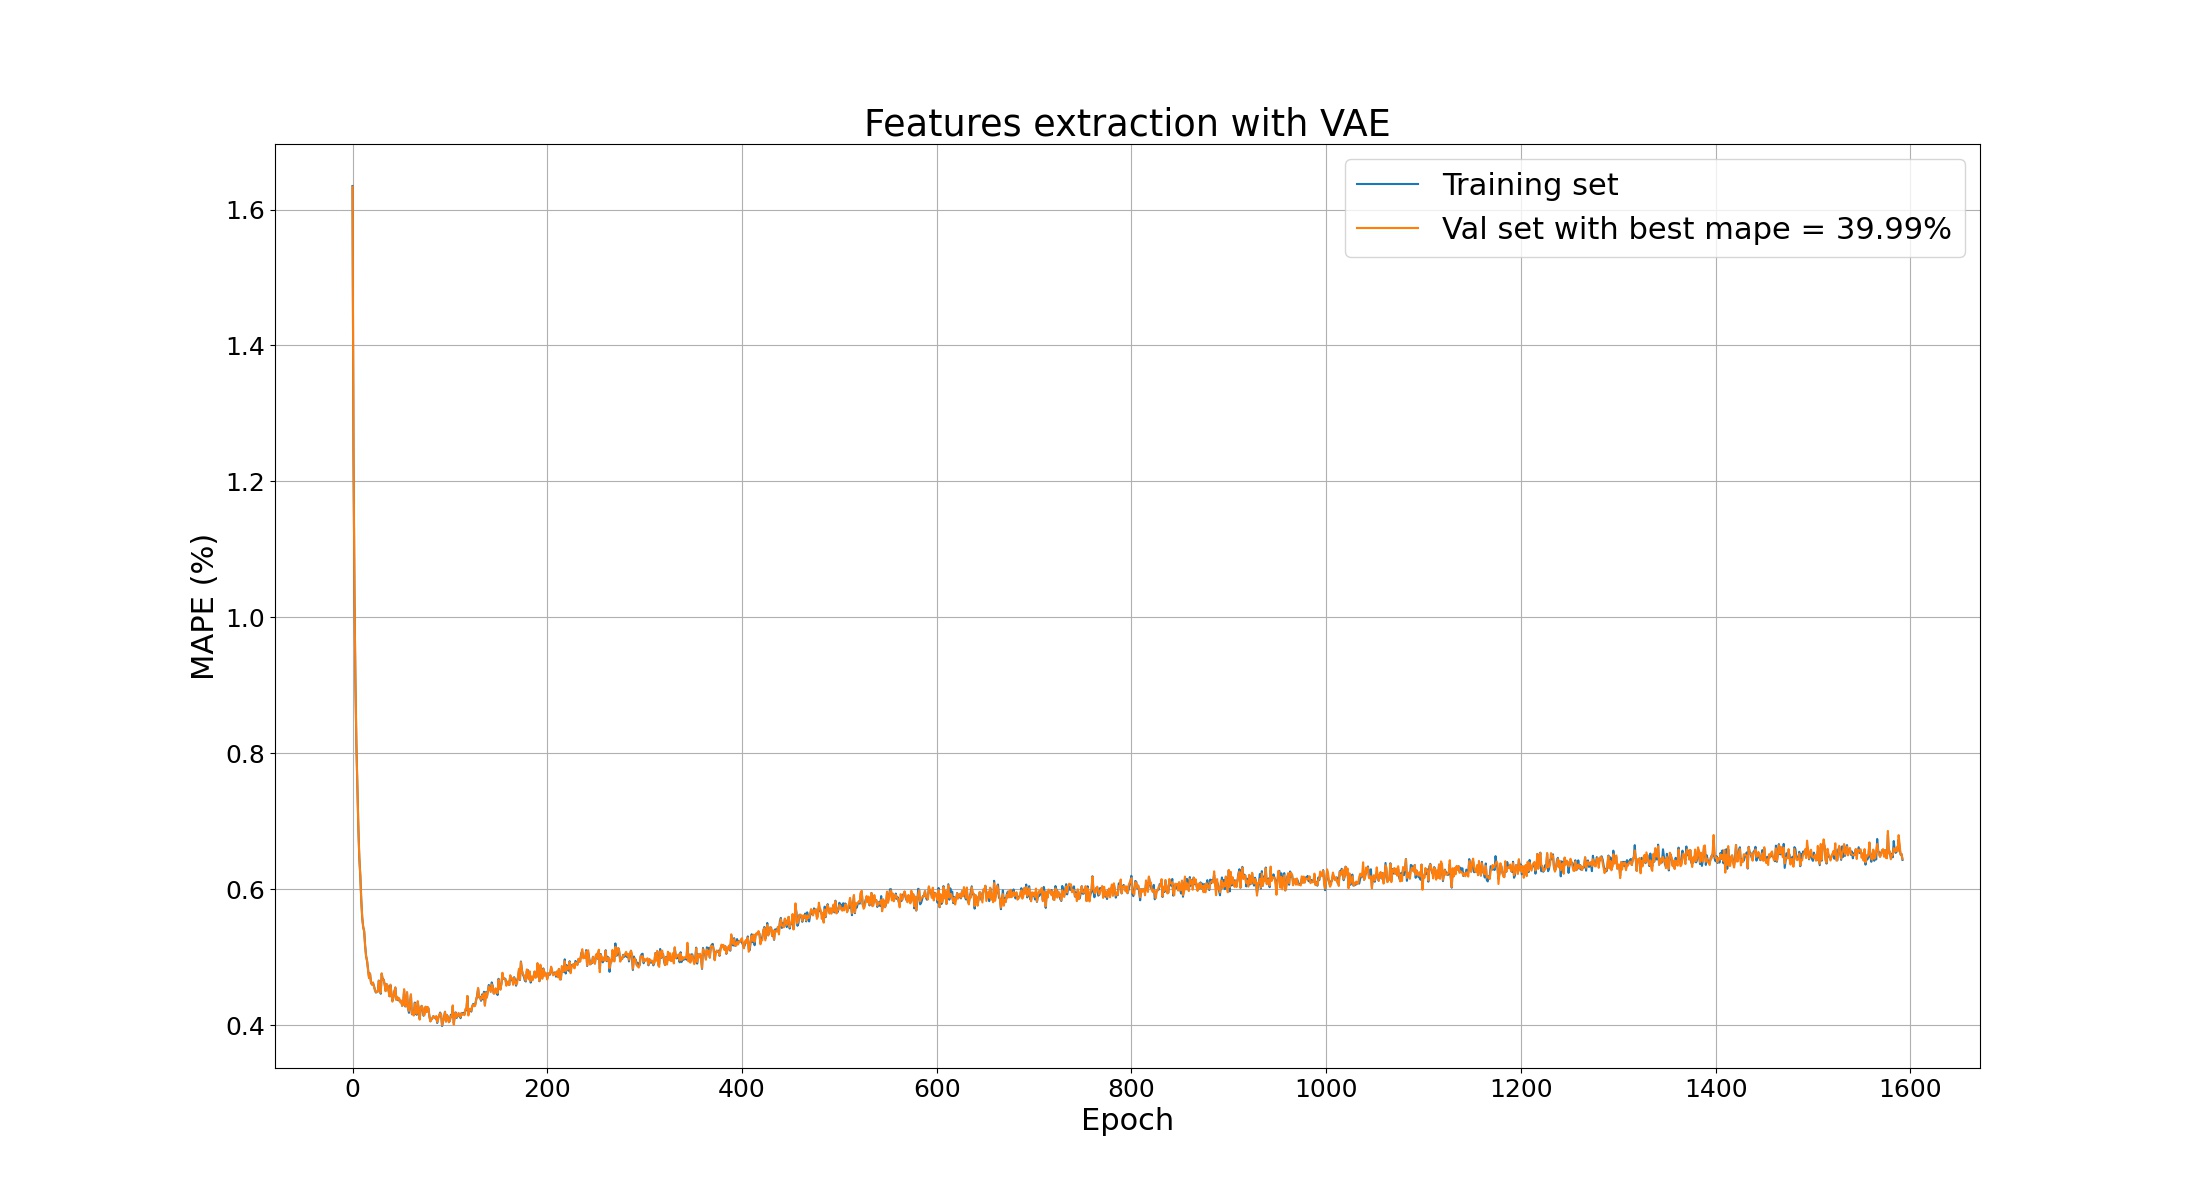 Features extraction with VAE
Training set
Val set with best mape = 39.99%
MAPE (%)
1.6
1.4
1.2
1.0
0.8
0.6
0.4
0 200 400 600 800 1000 1200 1400 1600
Epoch